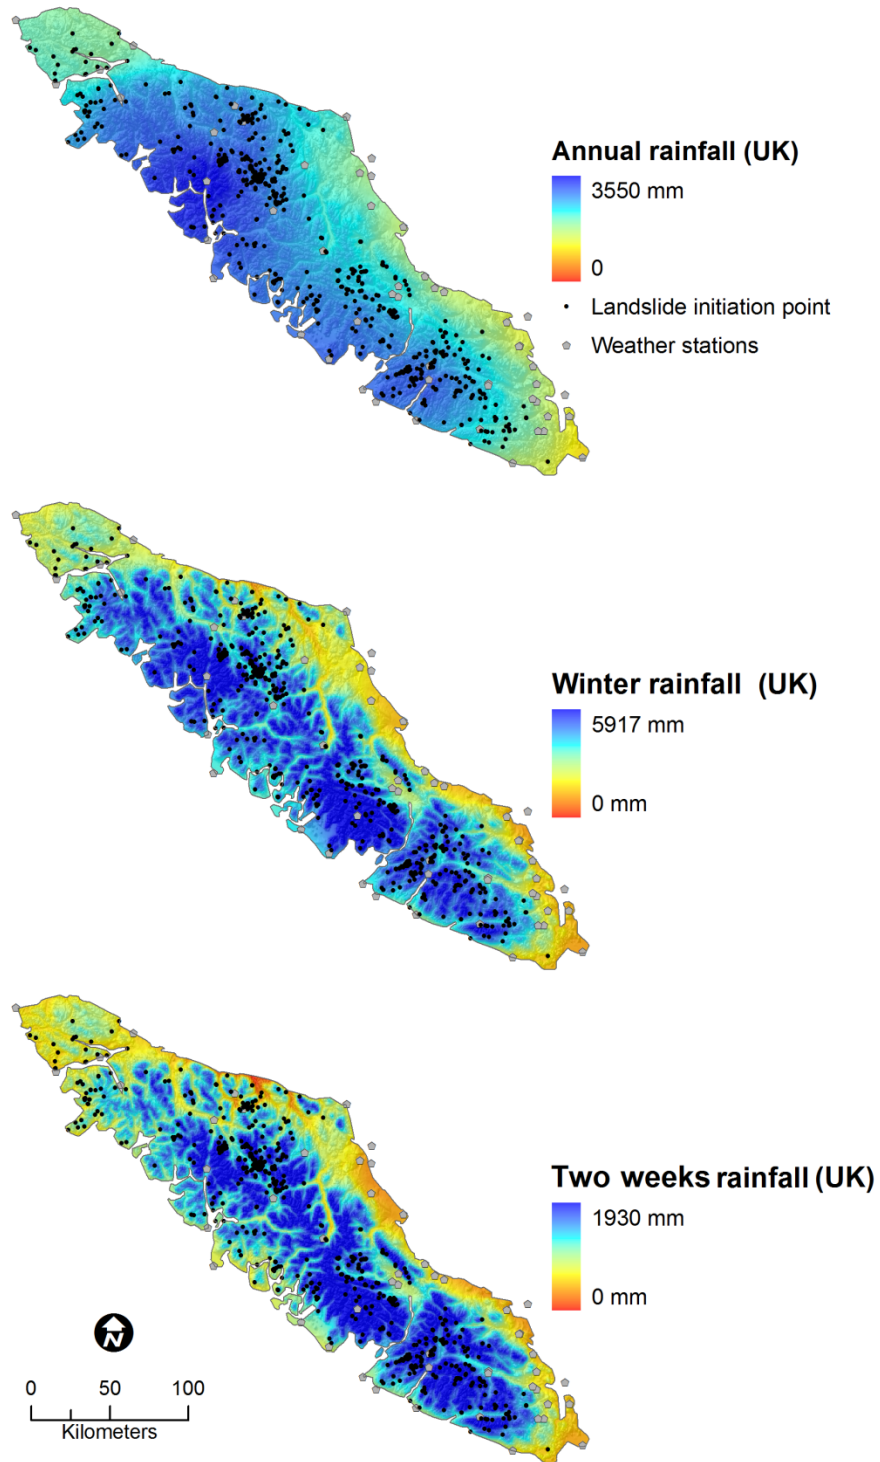 Annual rainfall (UK)
3550 mm
0
Landslide initiation point
Weather stations
Winter rainfall (UK)
5917 mm
0 mm
Two weeks rainfall (UK)
1930 mm
0 mm
N
0 50 100
Kilometers